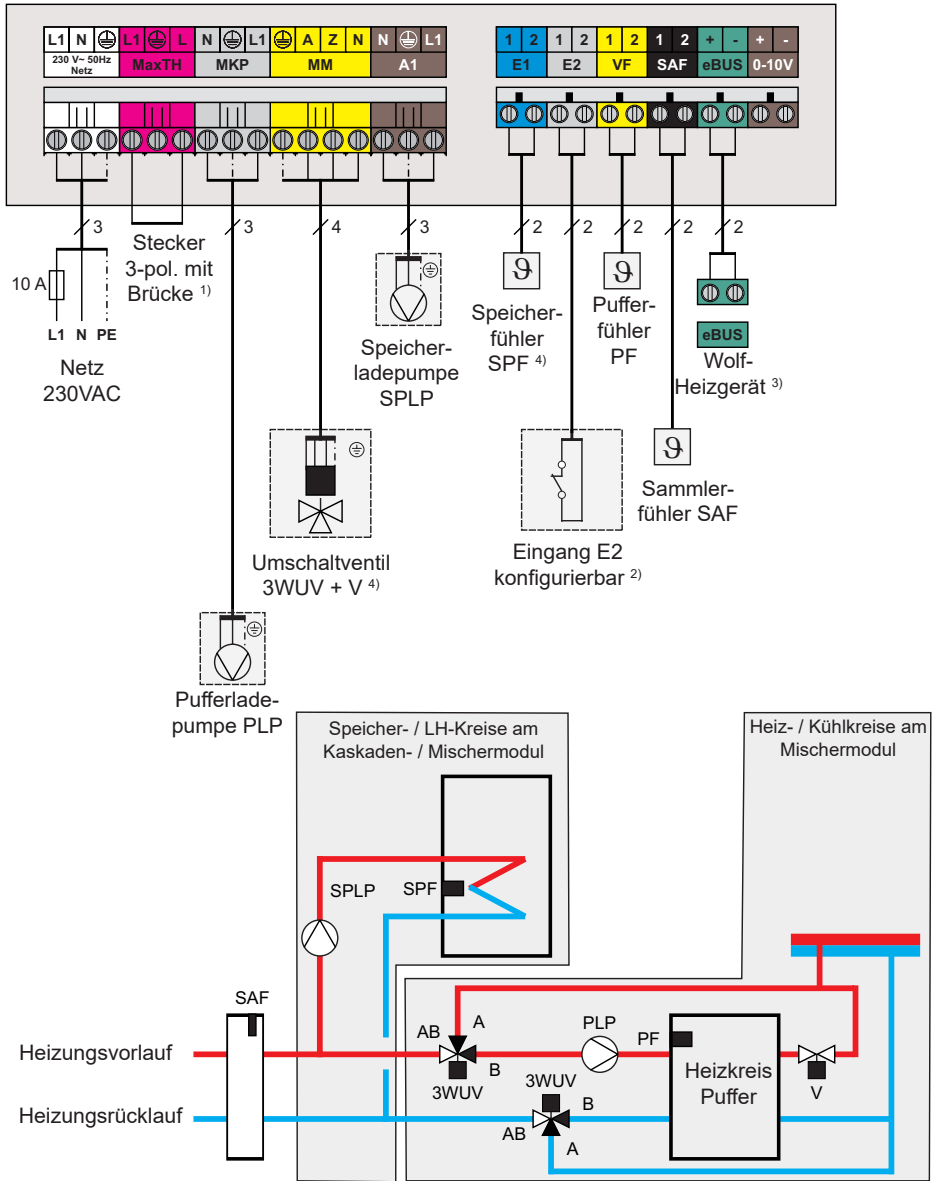 L1 N L1 L N L1 A Z N N L1
230 V~ 50Hz
Netz
MaxTH MKP MM A1
1 2 1 2 1 2 1 2 + - + -
E1 E2 VF SAF eBUS 0-10V
3
Stecker
3-pol. mit
Brücke 1)
3
4
3
2
2
2
2
2
10 A
L1 N PE
Netz
230VAC
Speicher-
ladepumpe
SPLP
ϑ
Speicher-
fühler
SPF 4)
ϑ
Puffer-
fühler
PF
eBUS
Wolf-
Heizgerät 3)
ϑ
Sammler-
fühler SAF
Umschaltventil
3WUV + V 4)
Eingang E2
konfigurierbar 2)
Pufferlade-
pumpe PLP
Speicher- / LH-Kreise am
Kaskaden- / Mischermodul
Heiz- / Kühlkreise am
Mischermodul
SPLP
SPF
SAF
Heizungsvorlauf
Heizungsrücklauf
AB
A
B
3WUV
PLP
PF
Heizkreis
Puffer
V
3WUV
B
AB
A